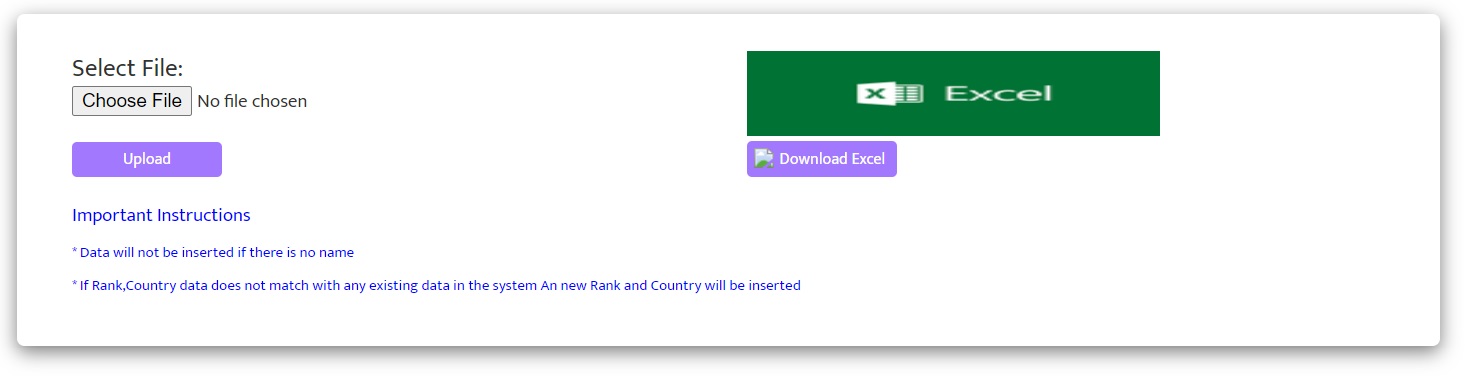 Select File:
Choose File No file chosen
Upload
Excel
Download Excel
Important Instructions
* Data will not be inserted if there is no name
* If Rank,Country data does not match with any existing data in the system An new Rank and Country will be inserted